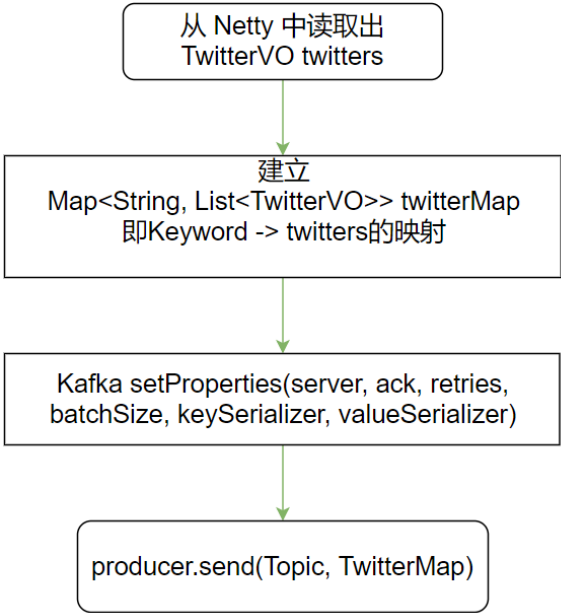 从 Netty 中读取出
TwitterVO twitters
建立
Map<String, List<TwitterVO>> twitterMap
即Keyword -> twitters的映射
Kafka setProperties(server, ack, retries,
batchSize, keySerializer, valueSerializer)
producer.send(Topic, TwitterMap)